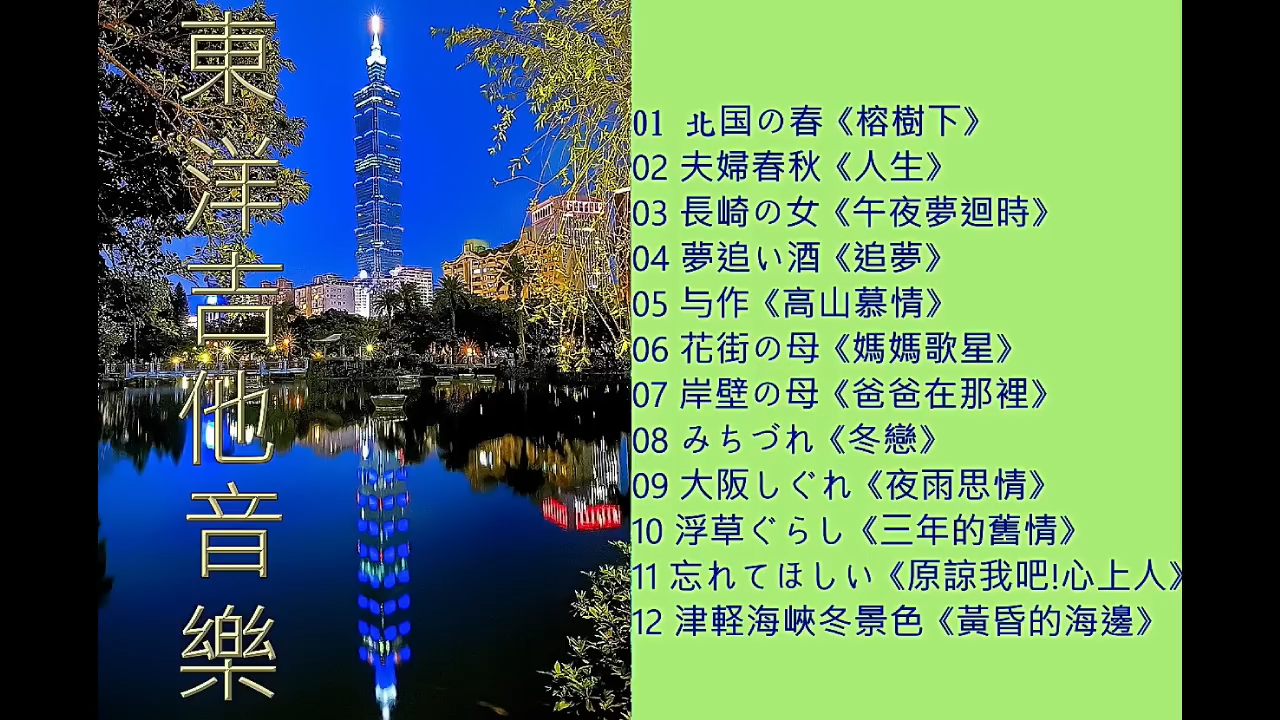 東洋吉他音樂
01 北国の春《榕樹下》
02 夫婦春秋《人生》
03 長崎の女《午夜夢迴時》
04 夢追い酒《追夢》
05 与作《高山慕情》
06 花街の母《媽媽歌星》
07 岸壁の母《爸爸在那裡》
08 みちづれ《冬戀》
09 大阪しぐれ《夜雨思情》
10 浮草ぐらし《三年的舊情》
11 忘れてほしい《原諒我吧!心上人》
12 津軽海峽冬景色《黃昏的海邊》